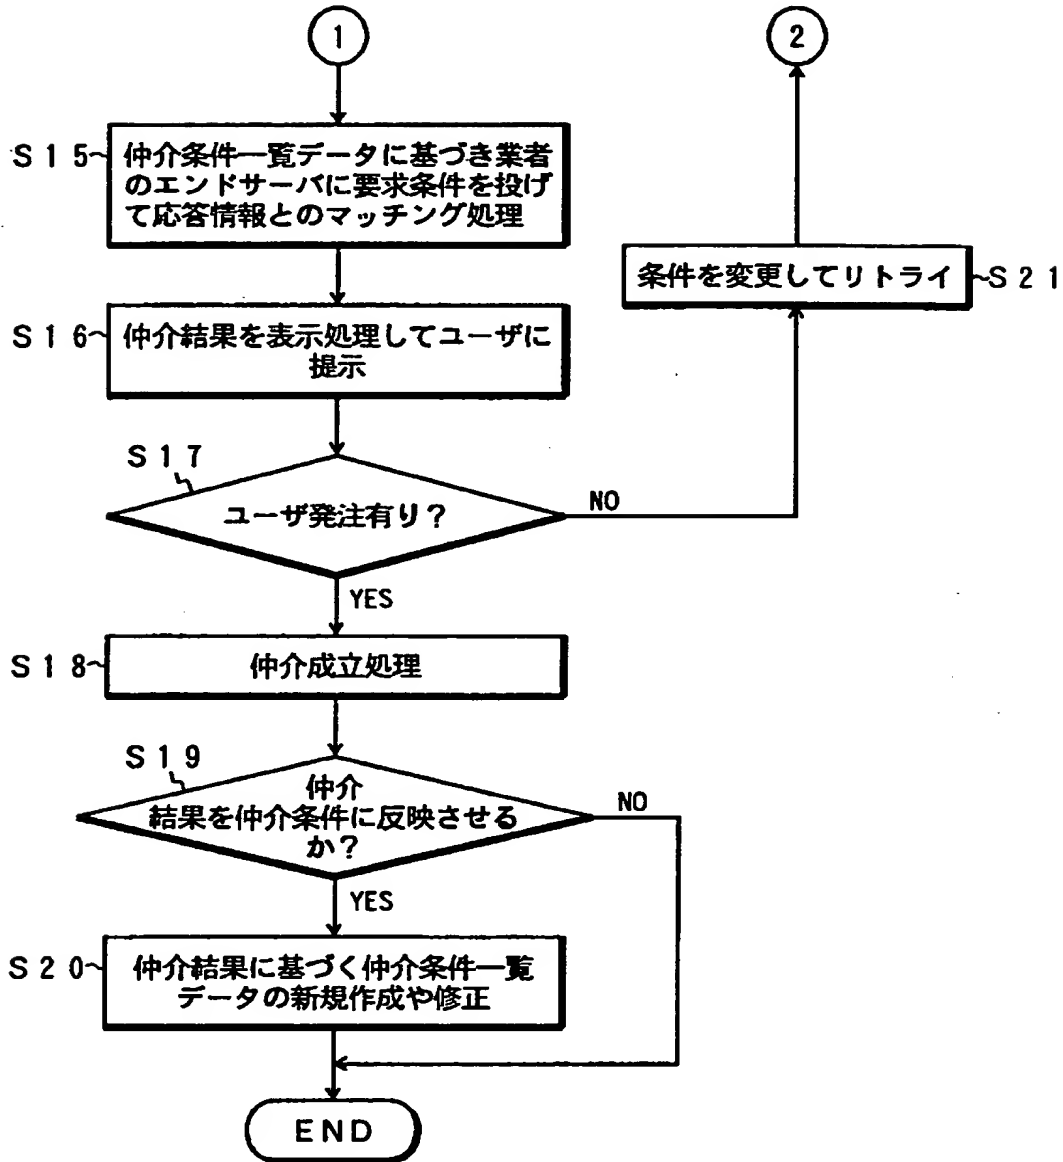 1
2
S15
仲介条件一覧データに基づき業者
のエンドサーバに要求条件を投げ
て応答情報とのマッチング処理
条件を変更してリトライ
S21
S16
仲介結果を表示処理してユーザに
提示
S17
ユーザ発注有り？
NO
YES
S18
仲介成立処理
S19
仲介
結果を仲介条件に反映させる
か？
NO
YES
S20
仲介結果に基づく仲介条件一覧
データの新規作成や修正
END